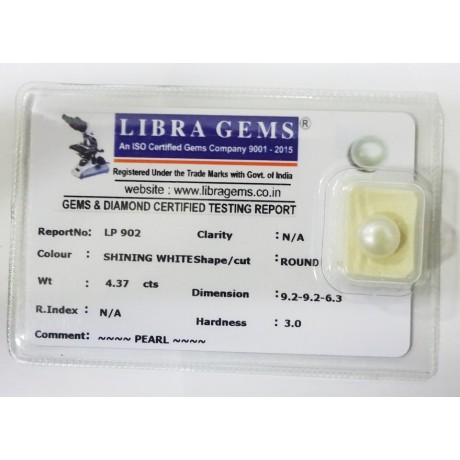 LIBRA GEMS ®
An ISO Certified Gems Company 9001 - 2015
Registered Under the Trade Marks with Govt. of India
website : www.libragems.co.in
GEMS & DIAMOND CERTIFIED TESTING REPORT
ReportNo: LP 902 Clarity : N/A
Colour : SHINING WHITE Shape/cut : ROUND
Wt : 4.37 cts Dimension : 9.2-9.2-6.3
R.Index : N/A Hardness : 3.0
Comment: ~~~~ PEARL ~~~~